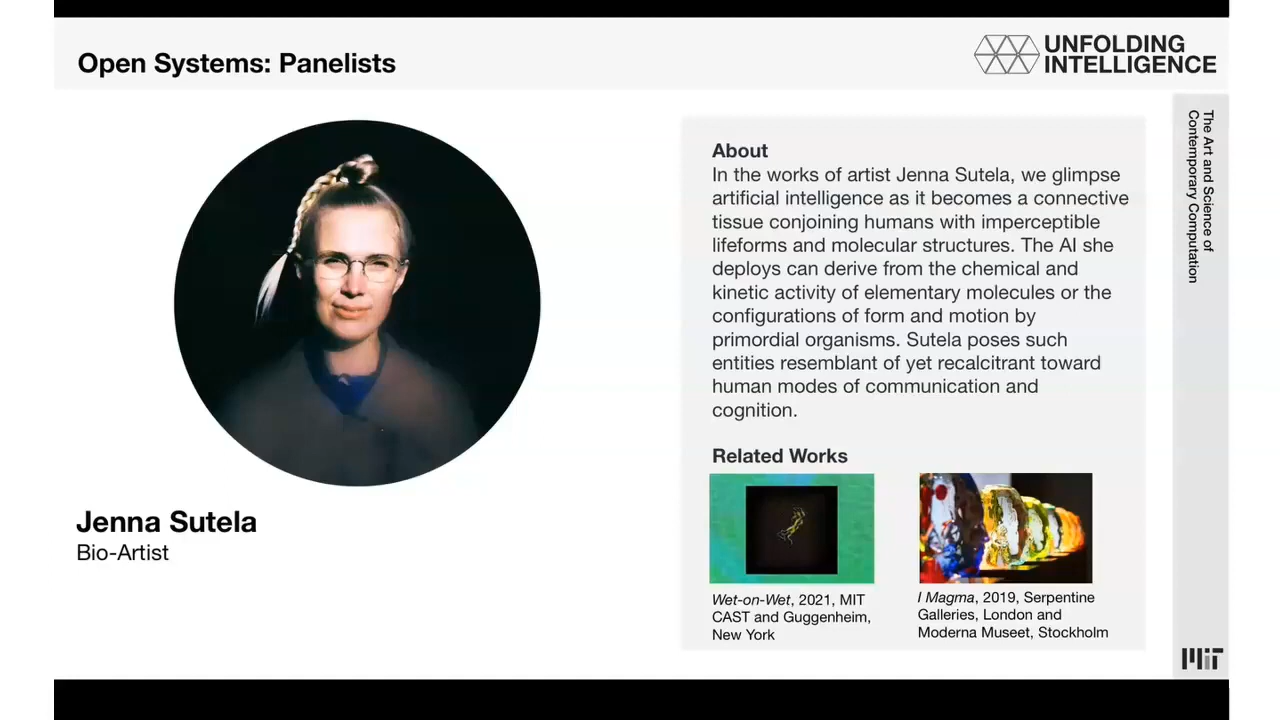 Open Systems: Panelists
UNFOLDING
INTELLIGENCE
The Art and Science of
Contemporary Computation
Jenna Sutela
Bio-Artist
About
In the works of artist Jenna Sutela, we glimpse
artificial intelligence as it becomes a connective
tissue conjoining humans with imperceptible
lifeforms and molecular structures. The AI she
deploys can derive from the chemical and
kinetic activity of elementary molecules or the
configurations of form and motion by
primordial organisms. Sutela poses such
entities resemblant of yet recalcitrant toward
human modes of communication and
cognition.
Related Works
Wet-on-Wet, 2021, MIT
CAST and Guggenheim,
New York
I Magma, 2019, Serpentine
Galleries, London and
Moderna Museet, Stockholm
MIT